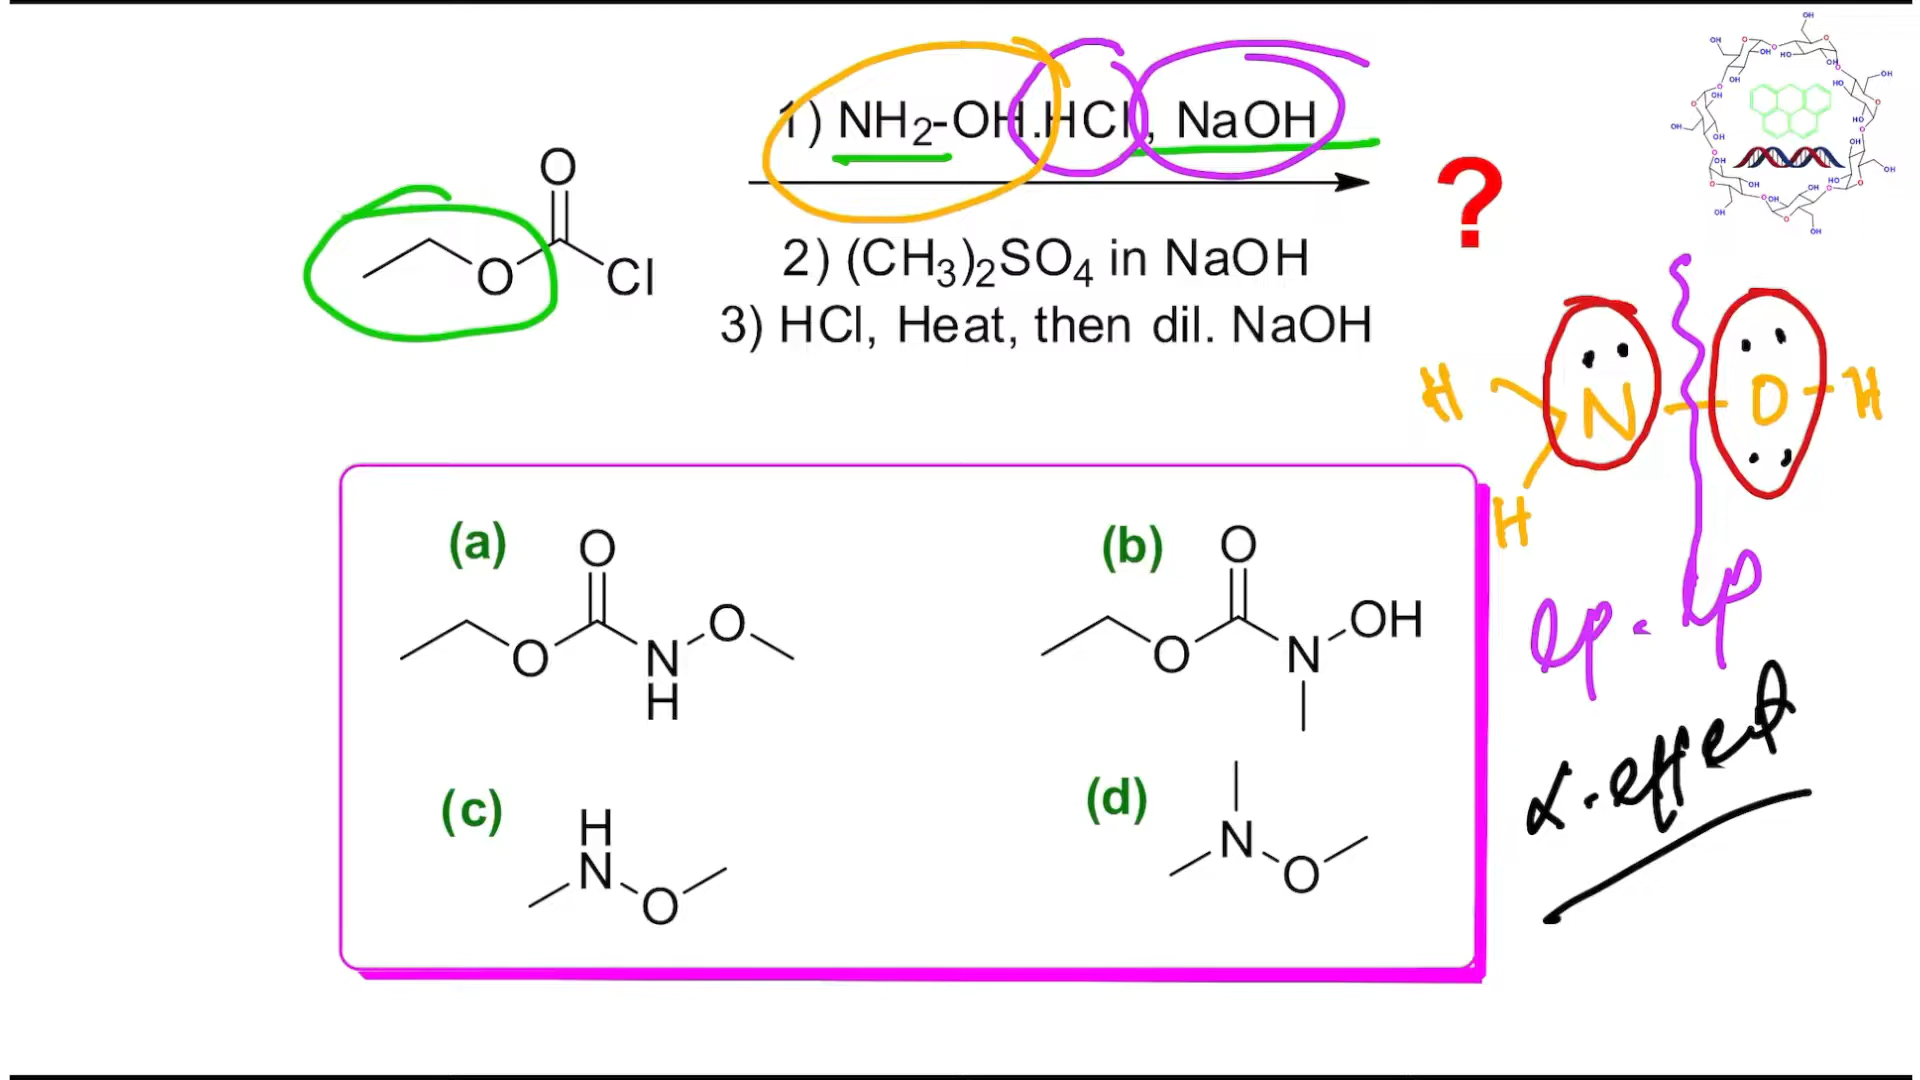 1) NH2-OH.HCl, NaOH
?
2) (CH3)2SO4 in NaOH
3) HCl, Heat, then dil. NaOH
O
O
Cl
H N O H
H
lp-lp
α-effect
(a)
O
O
N
H
O
(b)
O
O
N
OH
(c)
H
N
O
(d)
N
O